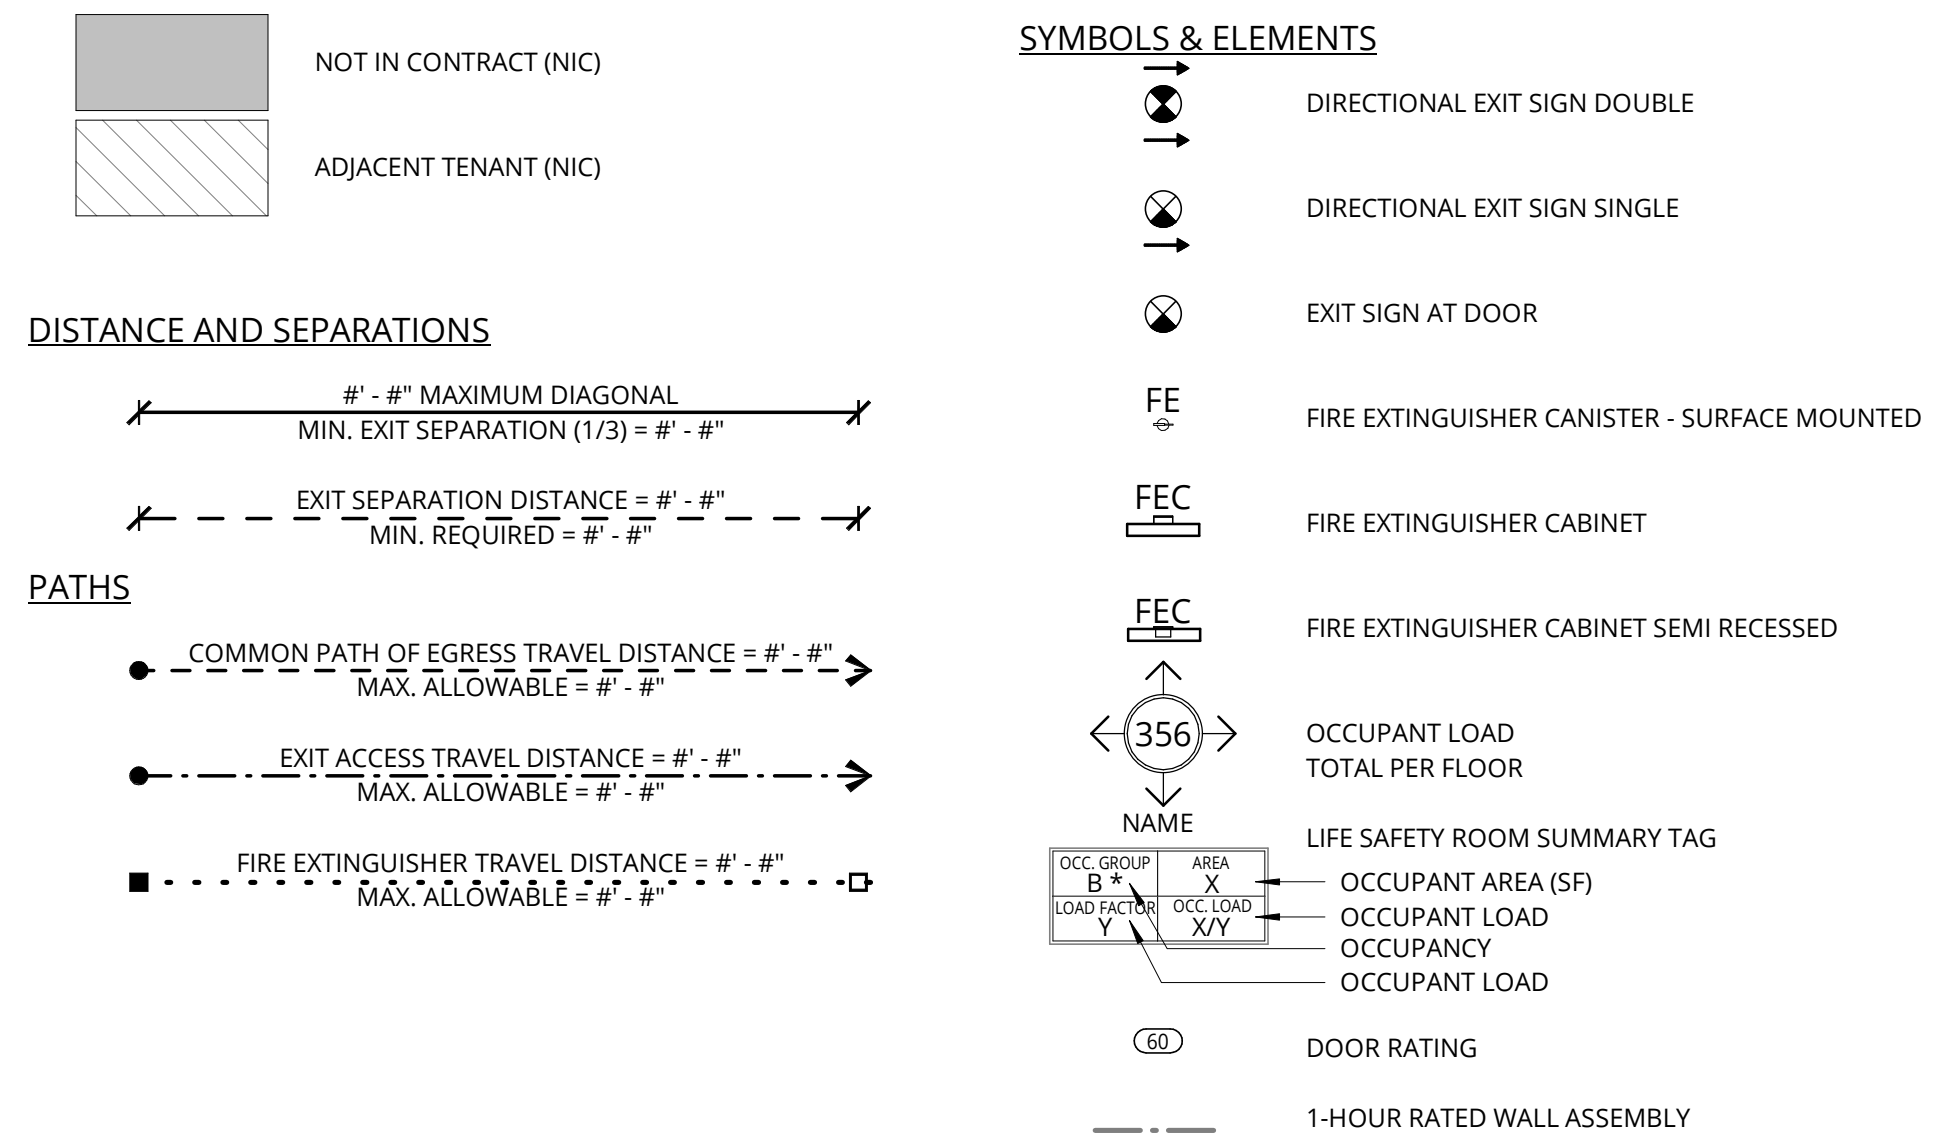 NOT IN CONTRACT (NIC)
ADJACENT TENANT (NIC)
DISTANCE AND SEPARATIONS
#' - #" MAXIMUM DIAGONAL
MIN. EXIT SEPARATION (1/3) = #' - #"
EXIT SEPARATION DISTANCE = #' - #"
MIN. REQUIRED = #' - #"
PATHS
COMMON PATH OF EGRESS TRAVEL DISTANCE = #' - #"
MAX. ALLOWABLE = #' - #"
EXIT ACCESS TRAVEL DISTANCE = #' - #"
MAX. ALLOWABLE = #' - #"
FIRE EXTINGUISHER TRAVEL DISTANCE = #' - #"
MAX. ALLOWABLE = #' - #"
SYMBOLS & ELEMENTS
DIRECTIONAL EXIT SIGN DOUBLE
DIRECTIONAL EXIT SIGN SINGLE
EXIT SIGN AT DOOR
FE
FIRE EXTINGUISHER CANISTER - SURFACE MOUNTED
FEC
FIRE EXTINGUISHER CABINET
FEC
FIRE EXTINGUISHER CABINET SEMI RECESSED
356
OCCUPANT LOAD
TOTAL PER FLOOR
NAME
LIFE SAFETY ROOM SUMMARY TAG
OCC. GROUP
B *
AREA
X
LOAD FACTOR
Y
OCC. LOAD
X/Y
OCCUPANT AREA (SF)
OCCUPANT LOAD
OCCUPANCY
OCCUPANT LOAD
60
DOOR RATING
1-HOUR RATED WALL ASSEMBLY